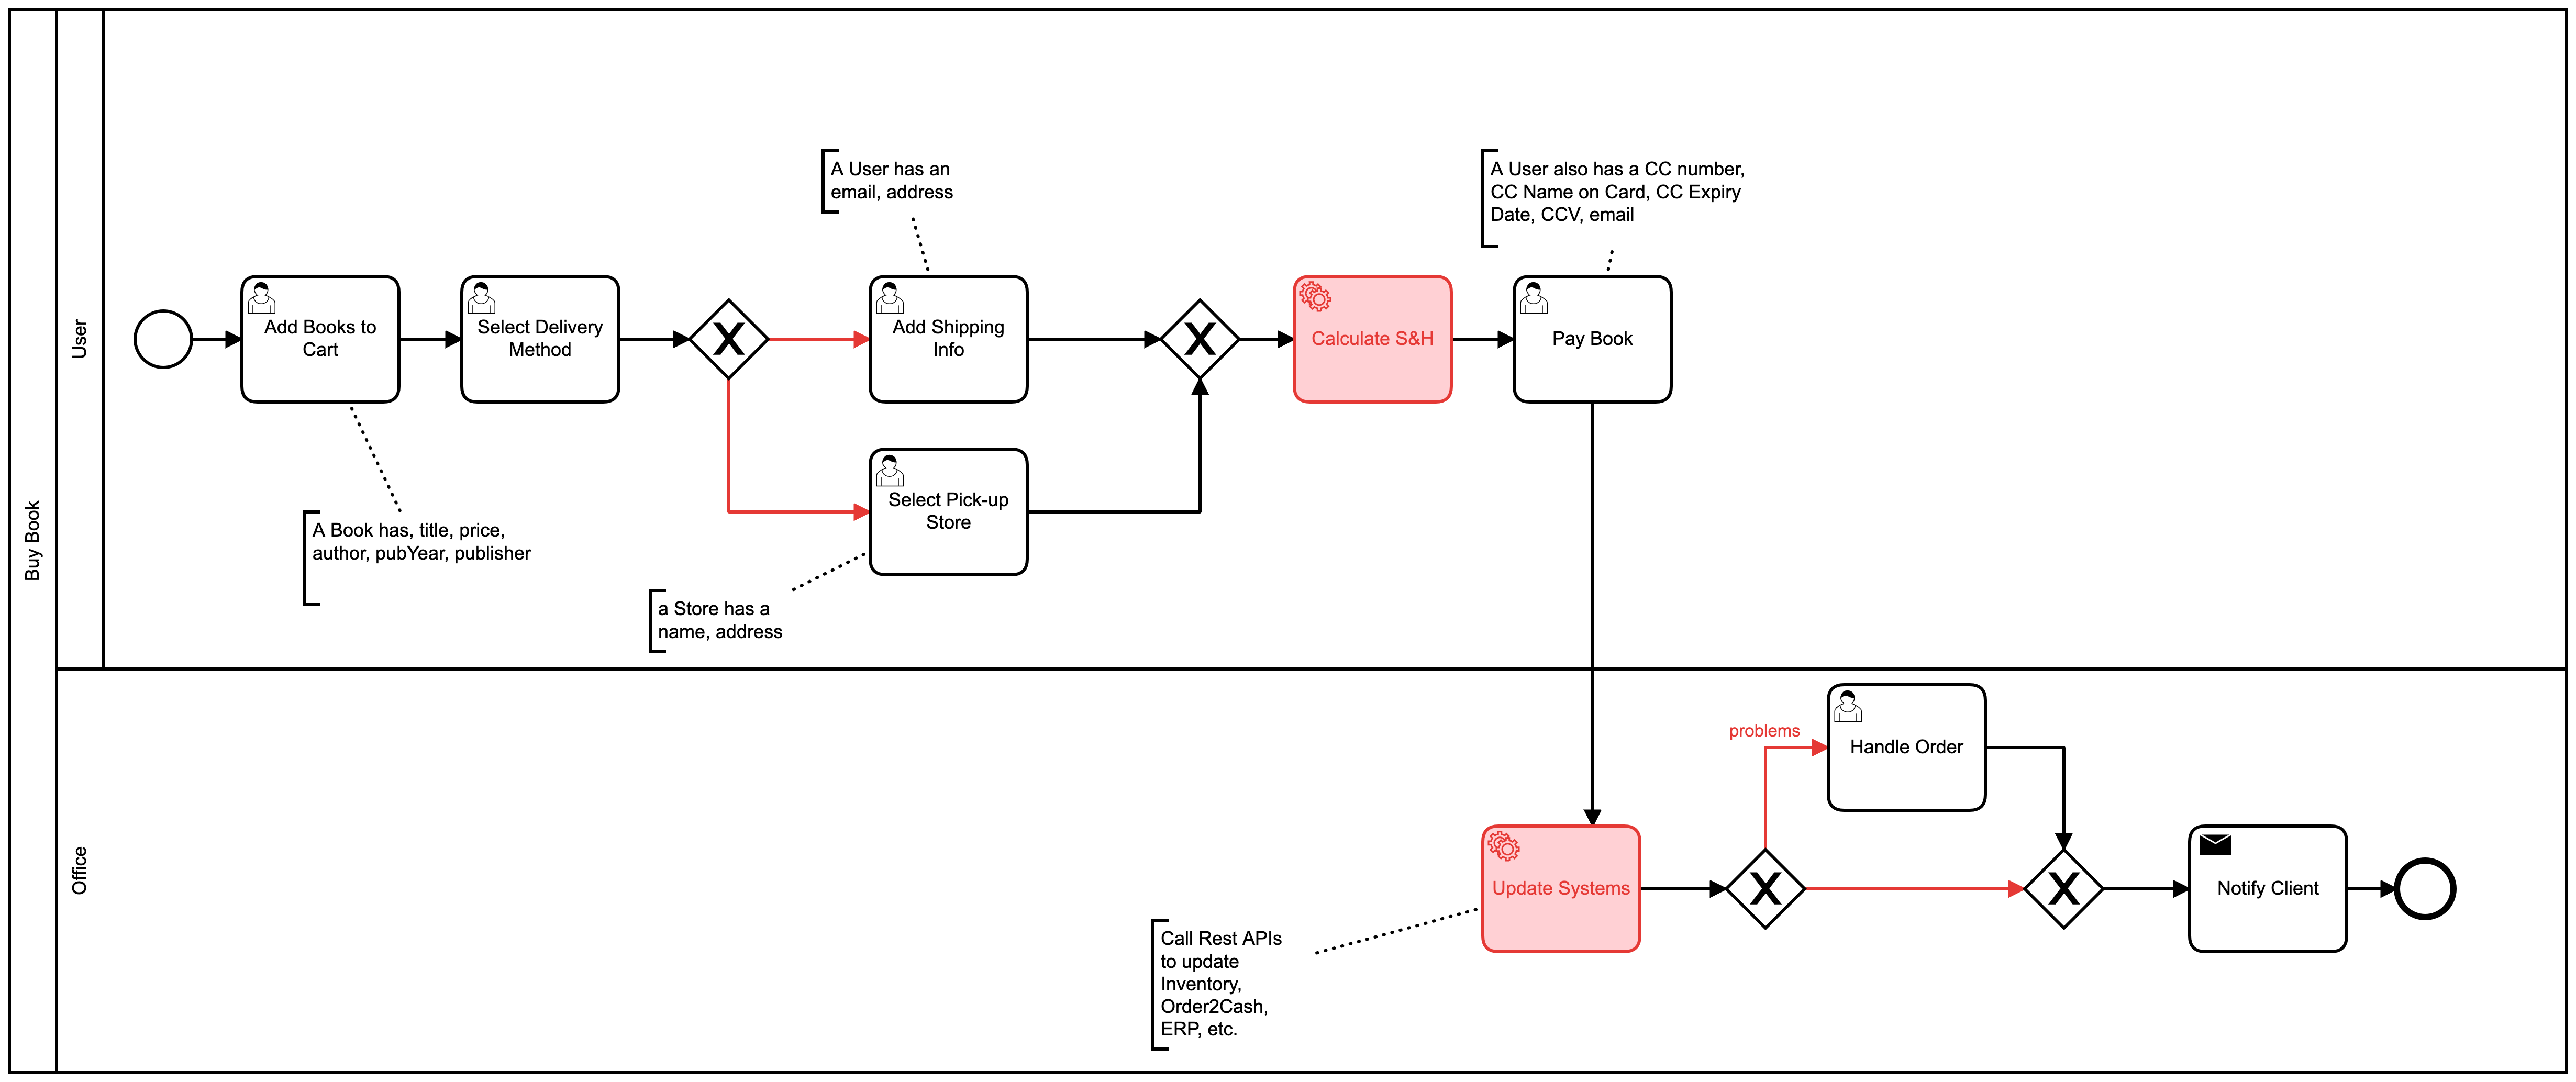 Buy Book
User
A User has an
email, address
A User also has a CC number,
CC Name on Card, CC Expiry
Date, CCV, email
Add Books to
Cart
Select Delivery
Method
X
Add Shipping
Info
X
Calculate S&H
Pay Book
Select Pick-up
Store
A Book has, title, price,
author, pubYear, publisher
a Store has a
name, address
Office
problems
Handle Order
Update Systems
X
X
Notify Client
Call Rest APIs
to update
Inventory,
Order2Cash,
ERP, etc.